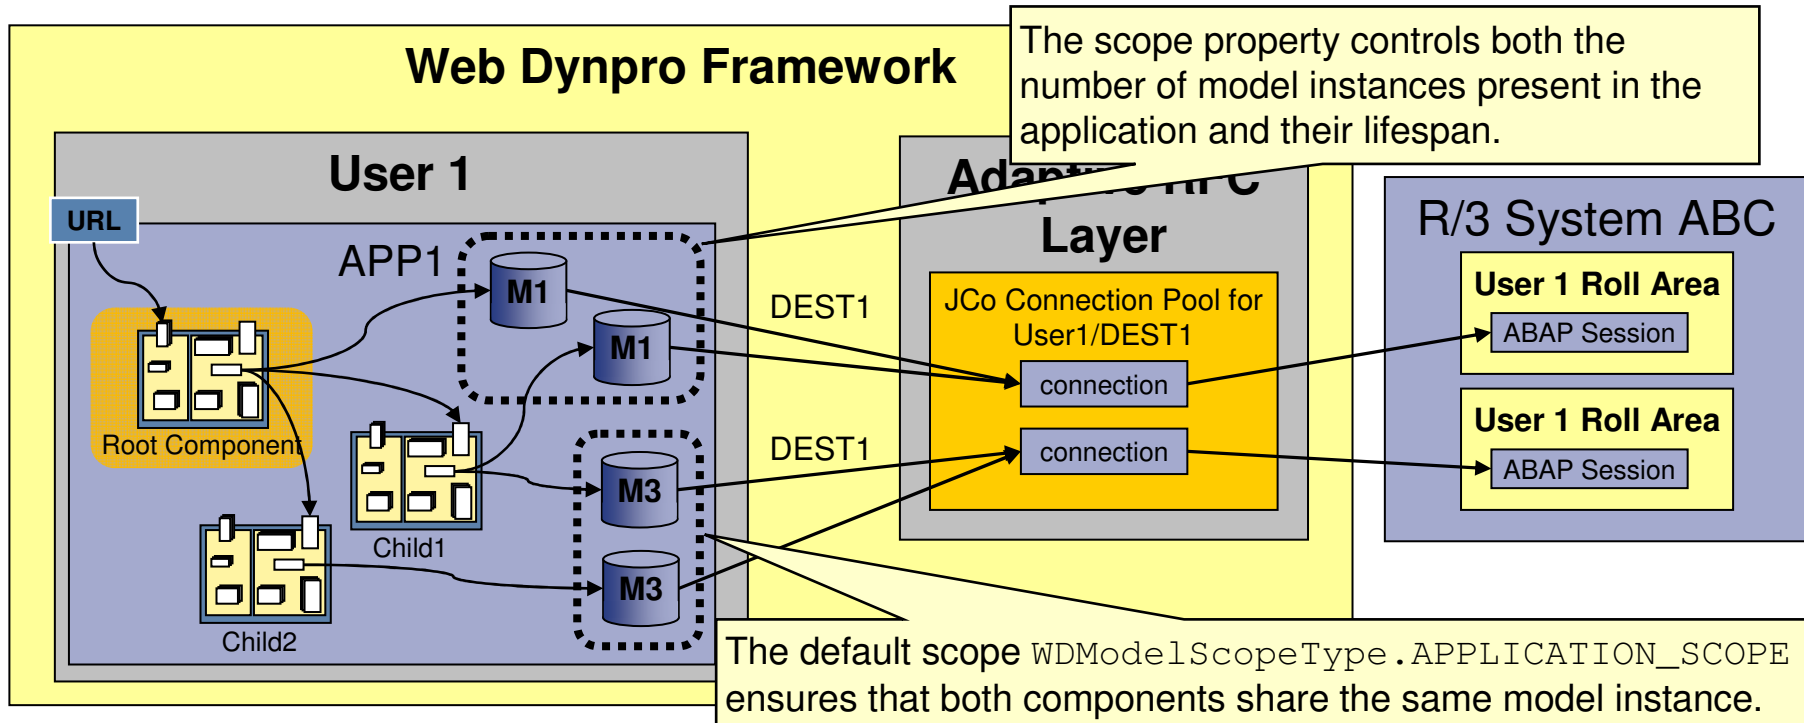 Web Dynpro Framework
The scope property controls both the
number of model instances present in the
application and their lifespan.
User 1
URL
APP1
M1
M1
Root Component
Child1
M3
M3
Child2
DEST1
DEST1
Layer
JCo Connection Pool for
User1/DEST1
connection
connection
R/3 System ABC
User 1 Roll Area
ABAP Session
User 1 Roll Area
ABAP Session
The default scope WDModelScopeType.APPLICATION_SCOPE
ensures that both components share the same model instance.